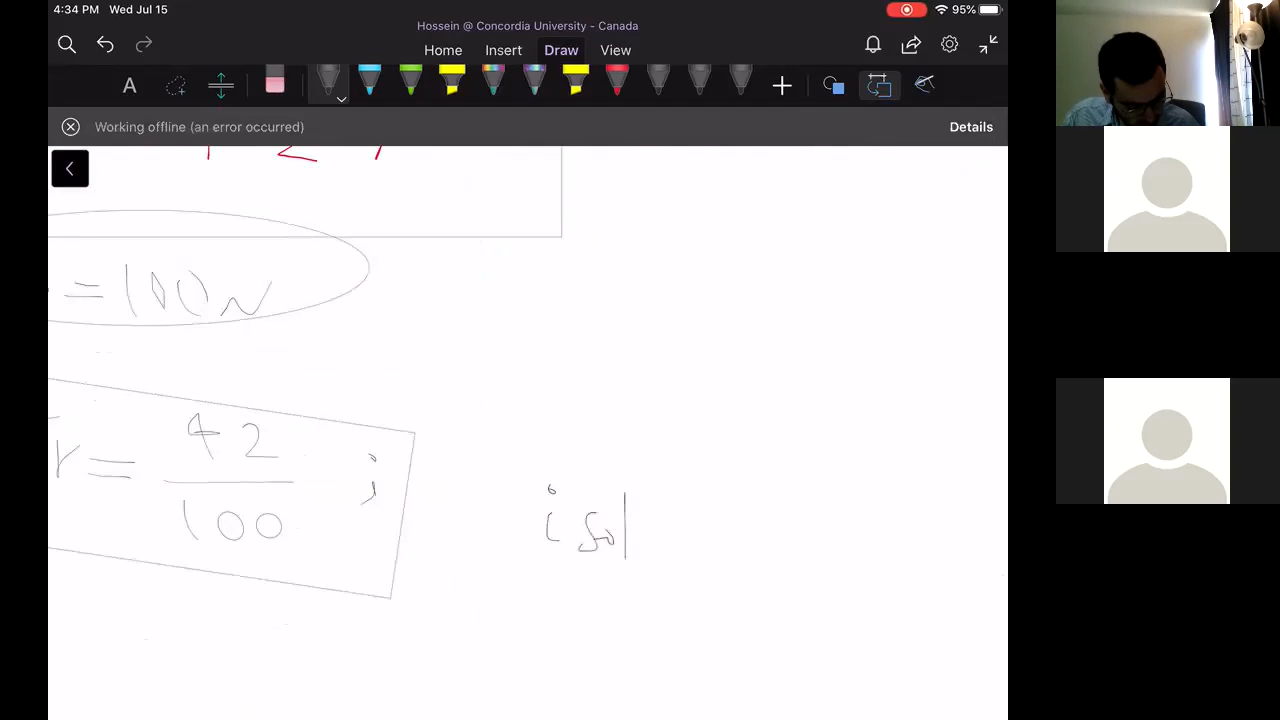 4:34 PM Wed Jul 15
95%
Hossein @ Concordia University - Canada
Home Insert Draw View
A
Working offline (an error occurred)
Details
= 100N
r = 42/100 ;
isol